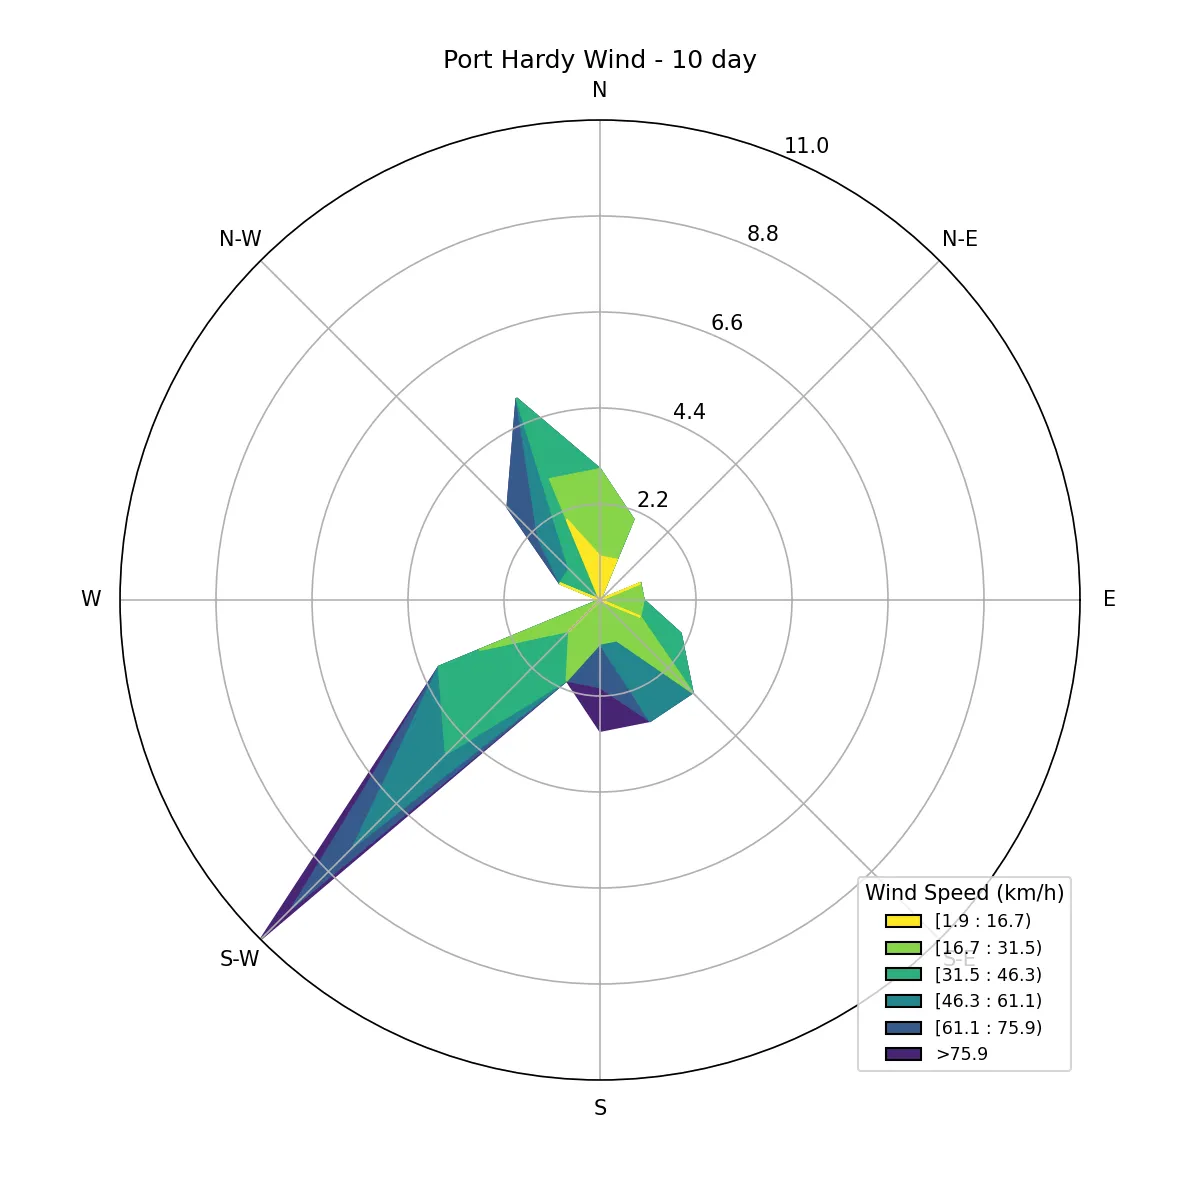 Port Hardy Wind - 10 day
N
11.0
N-W
N-E
8.8
6.6
4.4
2.2
W
E
S-W
S-E
S
Wind Speed (km/h)
[1.9 : 16.7)
[16.7 : 31.5)
[31.5 : 46.3)
[46.3 : 61.1)
[61.1 : 75.9)
>75.9